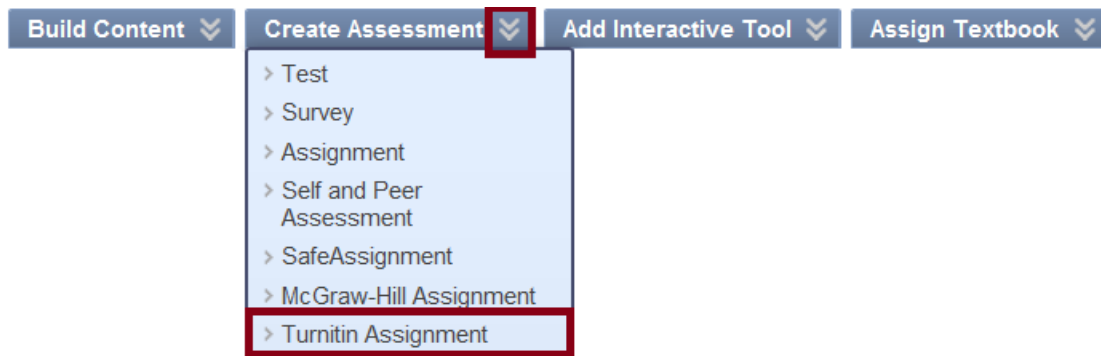 Build Content Create Assessment Add Interactive Tool Assign Textbook
Test
Survey
Assignment
Self and Peer
Assessment
SafeAssignment
McGraw-Hill Assignment
Turnitin Assignment